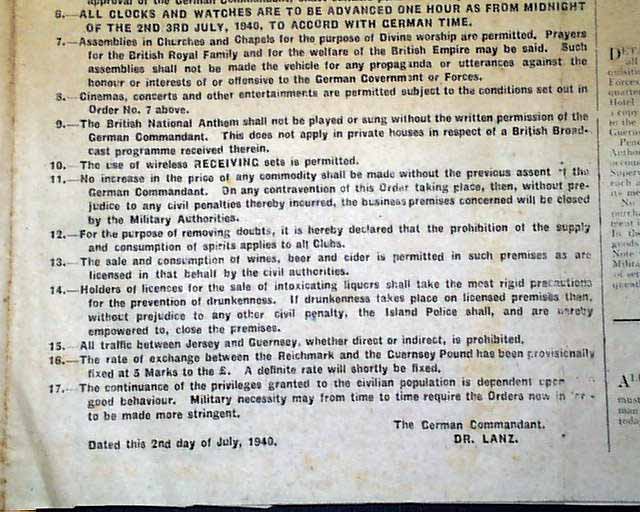 approval of the German Commandant,
6.—ALL CLOCKS AND WATCHES ARE TO BE ADVANCED ONE HOUR AS FROM MIDNIGHT
OF THE 2ND 3RD JULY, 1940, TO ACCORD WITH GERMAN TIME.
7.—Assemblies in Churches and Chapels for the purpose of Divine worship are permitted. Prayers
for the British Royal Family and for the welfare of the British Empire may be said. Such
assemblies shall not be made the vehicle for any propaganda or utterances against the
honour or interests of or offensive to the German Government or Forces.
8.—Cinemas, concerts and other entertainments are permitted subject to the conditions set out in
Order No. 7 above.
9.—The British National Anthem shall not be played or sung without the written permission of the
German Commandant. This does not apply in private houses in respect of a British Broad-
cast programme received therein.
10.—The use of wireless RECEIVING sets is permitted.
11.—No increase in the price of any commodity shall be made without the previous assent of the
German Commandant. On any contravention of this Order taking place, then, without pre-
judice to any civil penalties thereby incurred, the business premises concerned will be closed
by the Military Authorities.
12.—For the purpose of removing doubts, it is hereby declared that the prohibition of the supply
and consumption of spirits applies to all Clubs.
13.—The sale and consumption of wines, beer and cider is permitted in such premises as are
licensed in that behalf by the civil authorities.
14.—Holders of licences for the sale of intoxicating liquors shall take the most rigid precautions
for the prevention of drunkenness. If drunkenness takes place on licensed premises then,
without prejudice to any other civil penalty, the Island Police shall, and are hereby
empowered to, close the premises.
15.—All traffic between Jersey and Guernsey, whether direct or indirect, is prohibited.
16.—The rate of exchange between the Reichmark and the Guernsey Pound has been provisionally
fixed at 5 Marks to the £. A definite rate will shortly be fixed.
17.—The continuance of the privileges granted to the civilian population is dependent upon
good behaviour. Military necessity may from time to time require the Orders now in
to be made more stringent.
The German Commandant,
DR. LANZ.
Dated this 2nd day of July, 1940.
all
Forces
Hotel
a copy
to the
must
man
today